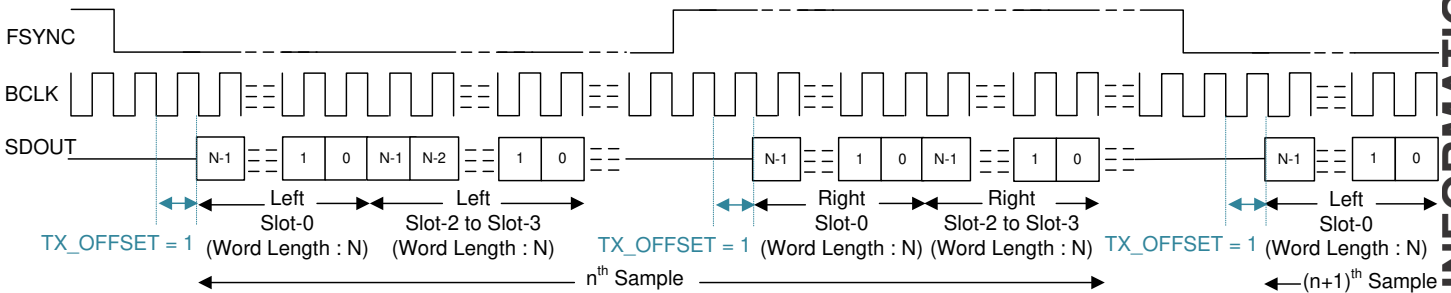 FSYNC
BCLK
SDOUT
N-1 1 0 N-1 N-2 1 0 N-1 1 0 N-1 1 0 N-1 1 0
Left Left Right Right Left
Slot-0 Slot-2 to Slot-3 Slot-0 Slot-2 to Slot-3 Slot-0
TX_OFFSET = 1 (Word Length : N) (Word Length : N) TX_OFFSET = 1 (Word Length : N) (Word Length : N) TX_OFFSET = 1 (Word Length : N)
nth Sample (n+1)th Sample